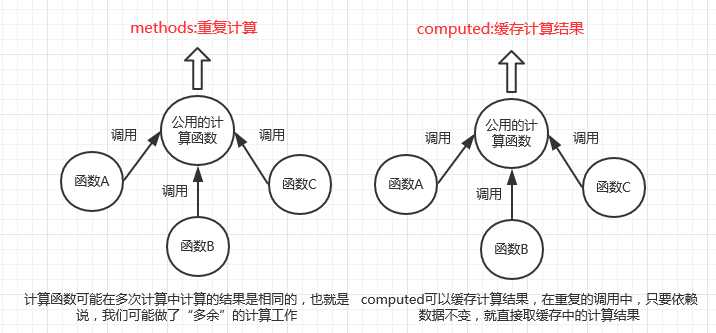 methods:重复计算
公用的计
算函数
调用
调用
调用
函数A
函数C
函数B
计算函数可能在多次计算中计算的结果是相同的，也就是
说，我们可能做了“多余”的计算工作
computed:缓存计算结果
公用的计
算函数
调用
调用
调用
函数A
函数C
函数B
computed可以缓存计算结果，在重复的调用中，只要依赖
数据不变，就直接取缓存中的计算结果